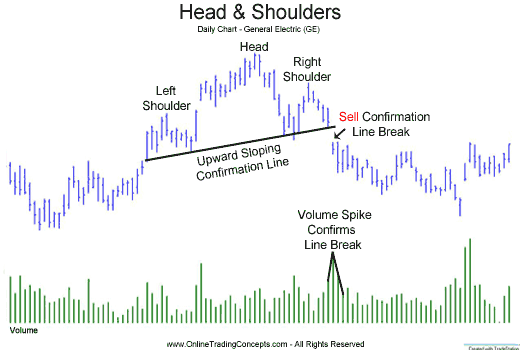 Head & Shoulders
Daily Chart - General Electric (GE)
Head
Right
Shoulder
Left
Shoulder
Sell Confirmation
Line Break
Upward Sloping
Confirmation Line
Volume Spike
Confirms
Line Break
Volume
www.OnlineTradingConcepts.com - All Rights Reserved
Created with TradeStation